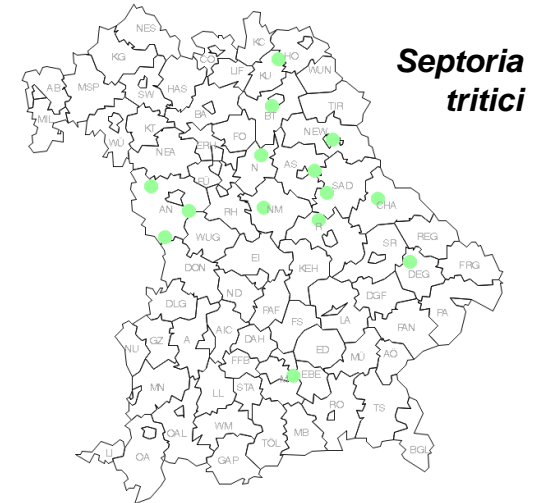 Septoria
tritici
NES
KC
KG
CO
HO
LIF
KU
WUN
AB
MSP
SW
HAS
MIL
BA
BT
TIR
KT
WÜ
FO
NEW
NEA
ERH
N
AS
FÜ
SAD
AN
RH
NM
CHA
R
WUG
SR
REG
EI
KEH
DEG
FRG
DON
ND
DGF
PA
DLG
PAF
FS
LA
PAN
AIC
NU
GZ
A
DAH
ED
MÜ
AÖ
FFB
M
EBE
MN
LL
STA
RO
TS
OAL
WM
MB
TÖL
LI
OA
GAP
BGL